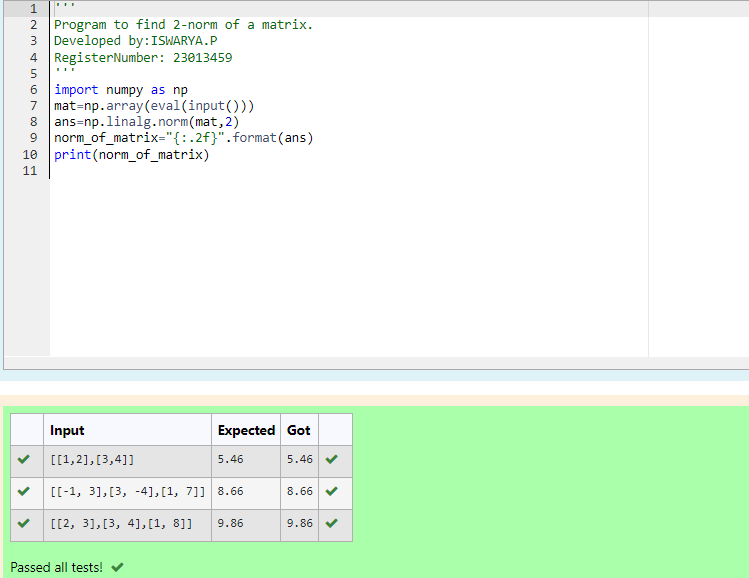 1 '''
2 Program to find 2-norm of a matrix.
3 Developed by:ISWARYA.P
4 RegisterNumber: 23013459
5 '''
6 import numpy as np
7 mat=np.array(eval(input()))
8 ans=np.linalg.norm(mat,2)
9 norm_of_matrix="{:.2f}".format(ans)
10 print(norm_of_matrix)
11
Input Expected Got
[[1,2],[3,4]] 5.46 5.46
[[-1, 3],[3, -4],[1, 7]] 8.66 8.66
[[2, 3],[3, 4],[1, 8]] 9.86 9.86
Passed all tests!